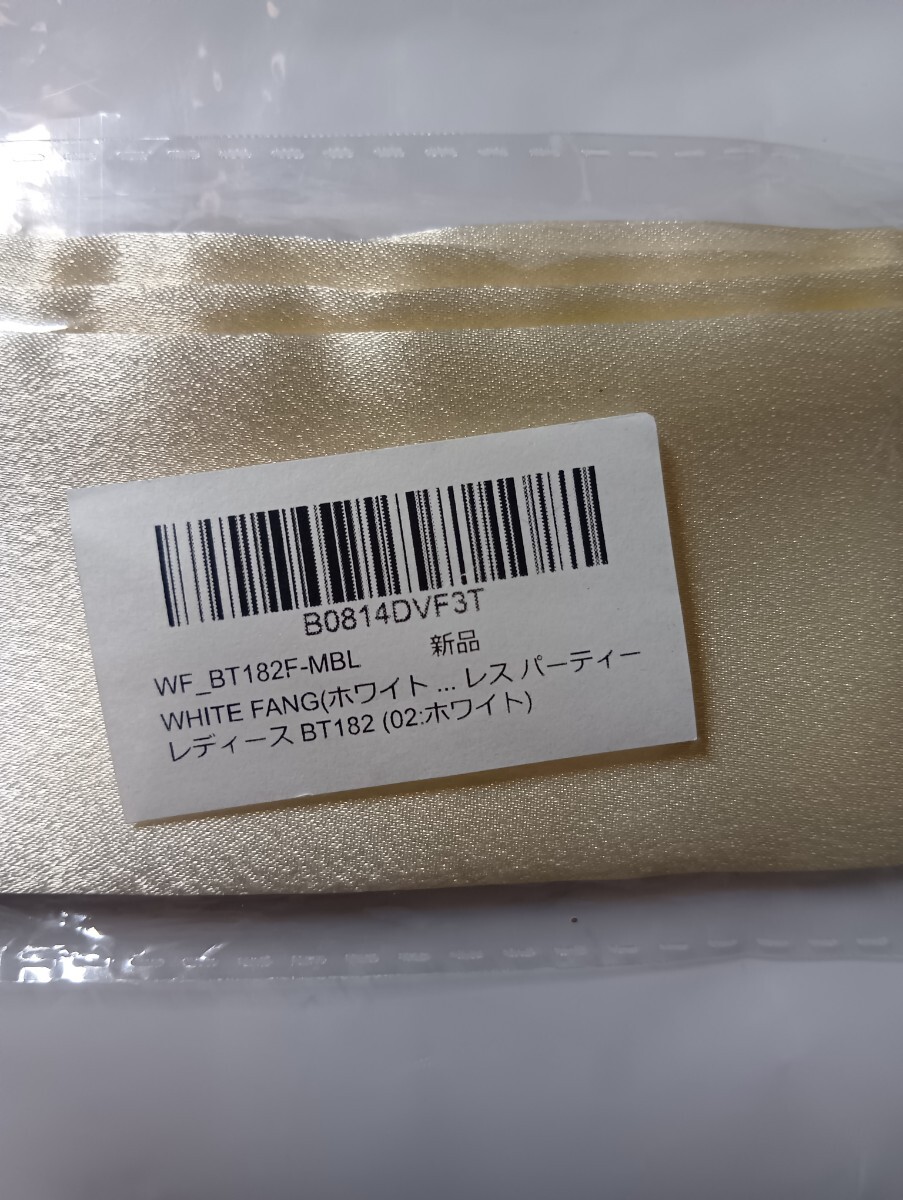 B0814DVF3T
WF_BT182F-MBL 新品
WHITE FANG(ホワイト ... レス パーティー
レディース BT182 (02:ホワイト)